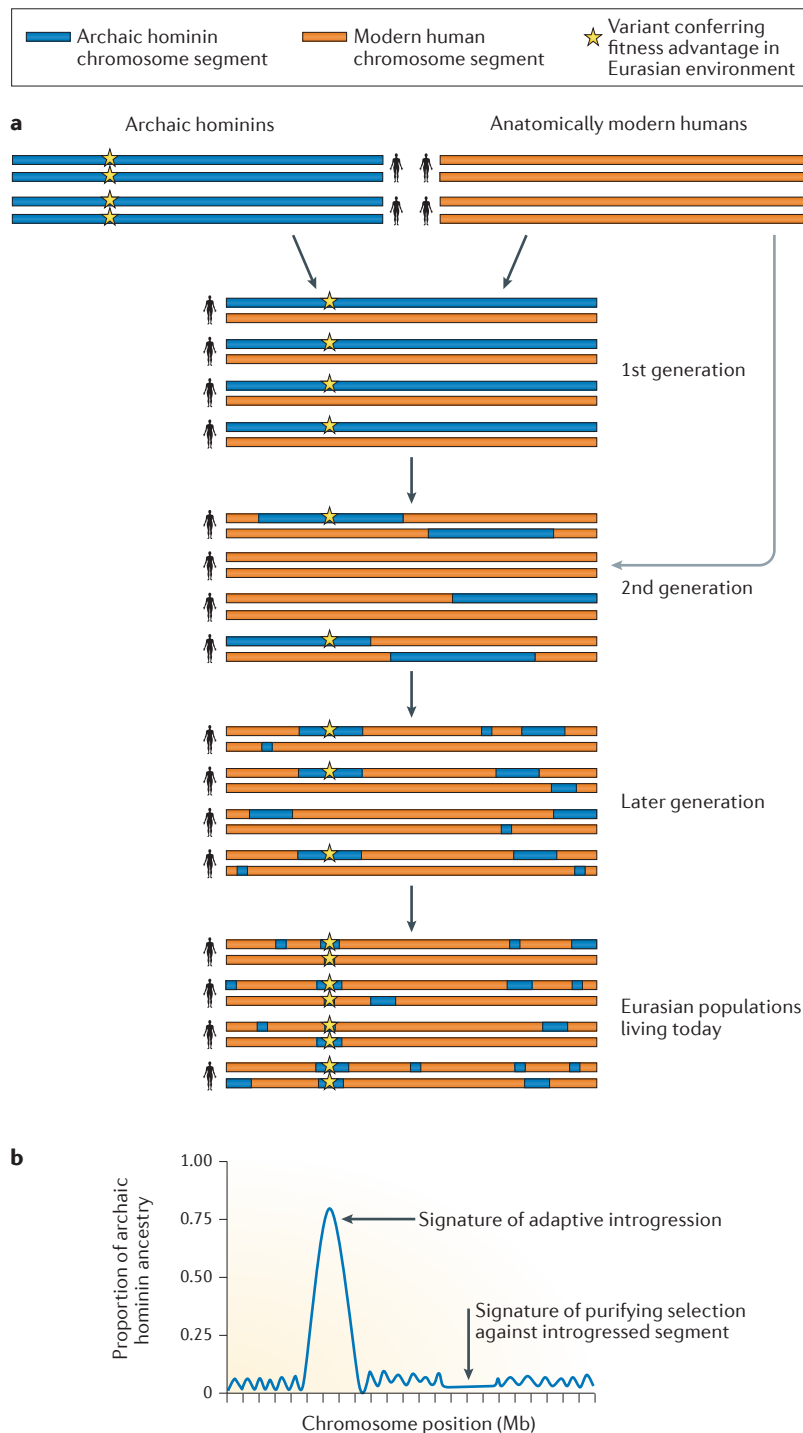 Archaic hominin
chromosome segment
Modern human
chromosome segment
Variant conferring
fitness advantage in
Eurasian environment
a
Archaic hominins
Anatomically modern humans
1st generation
2nd generation
Later generation
Eurasian populations
living today
b
Proportion of archaic
hominin ancestry
1.00
0.75
0.50
0.25
0
Signature of adaptive introgression
Signature of purifying selection
against introgressed segment
Chromosome position (Mb)